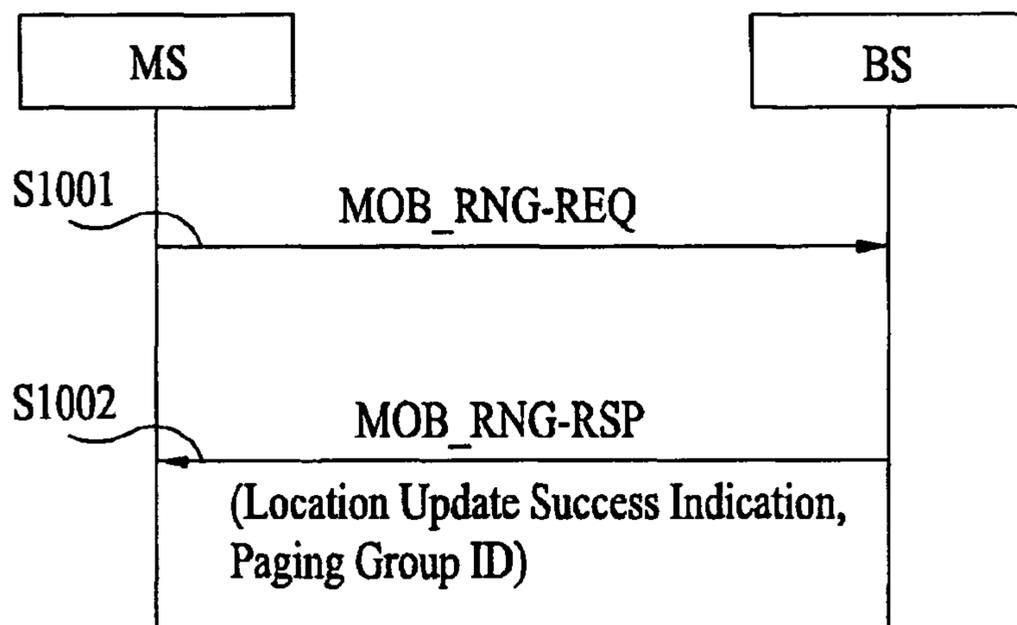 MS
BS
S1001
MOB_RNG-REQ
S1002
MOB_RNG-RSP
(Location Update Success Indication,
Paging Group ID)